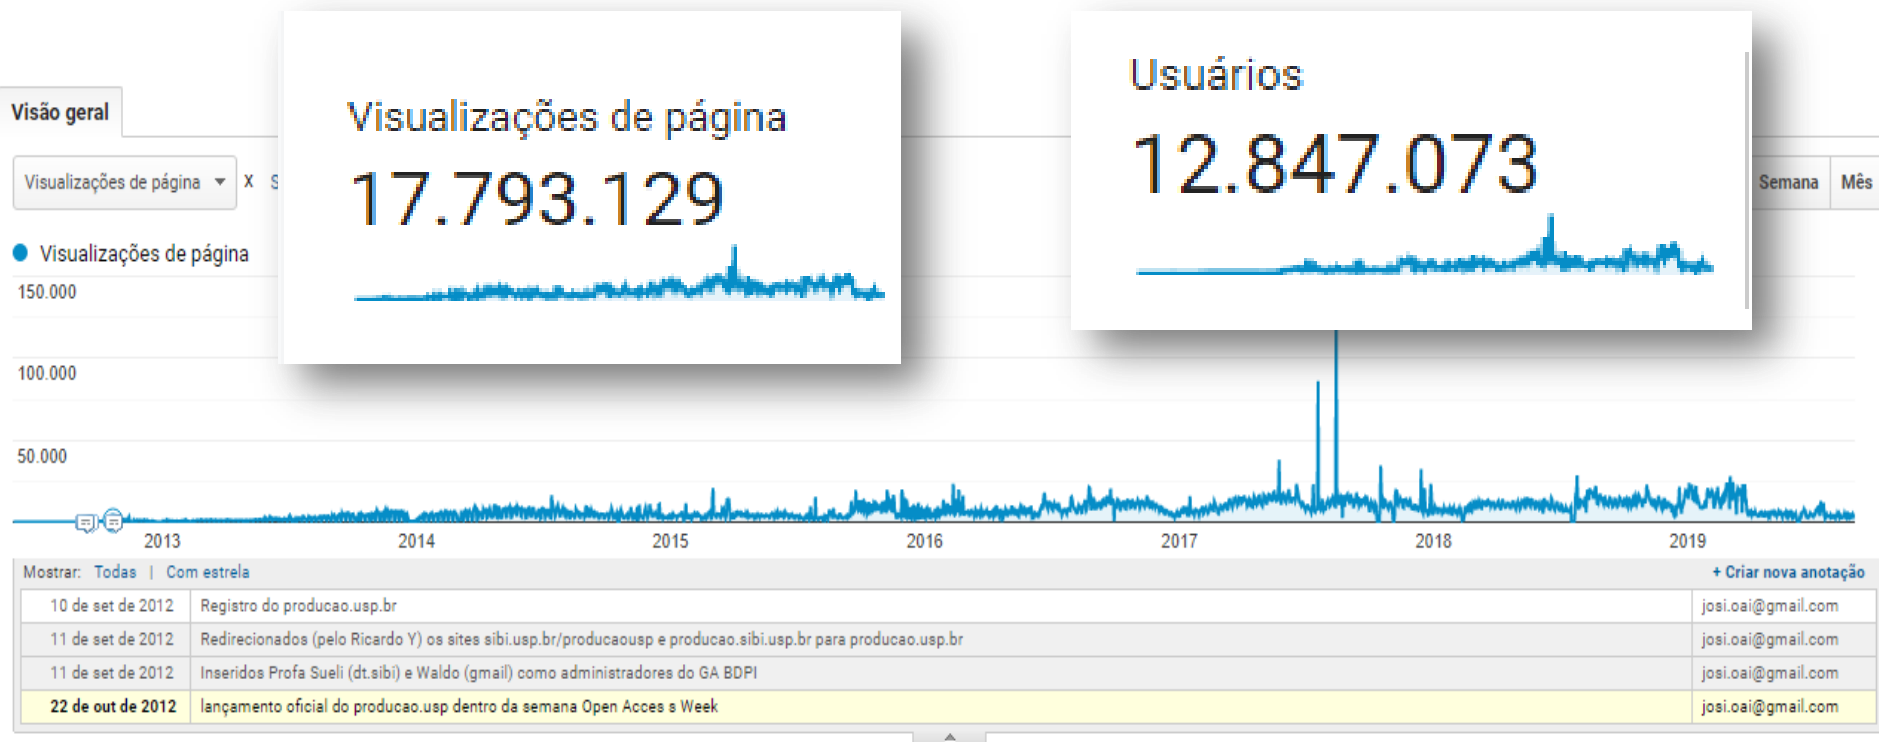 Visualizações de página
17.793.129
Usuários
12.847.073
Visão geral
Visualizações de página X S
Semana Mês
Visualizações de página
150.000
100.000
50.000
2013 2014 2015 2016 2017 2018 2019
Mostrar: Todas | Com estrela + Criar nova anotação
10 de set de 2012 Registro do producao.usp.br josi.oai@gmail.com
11 de set de 2012 Redirecionados (pelo Ricardo Y) os sites sibi.usp.br/producaousp e producao.sibi.usp.br para producao.usp.br josi.oai@gmail.com
11 de set de 2012 Inseridos Profa Sueli (dt.sibi) e Waldo (gmail) como administradores do GA BDPI josi.oai@gmail.com
22 de out de 2012 lançamento oficial do producao.usp dentro da semana Open Acces s Week josi.oai@gmail.com